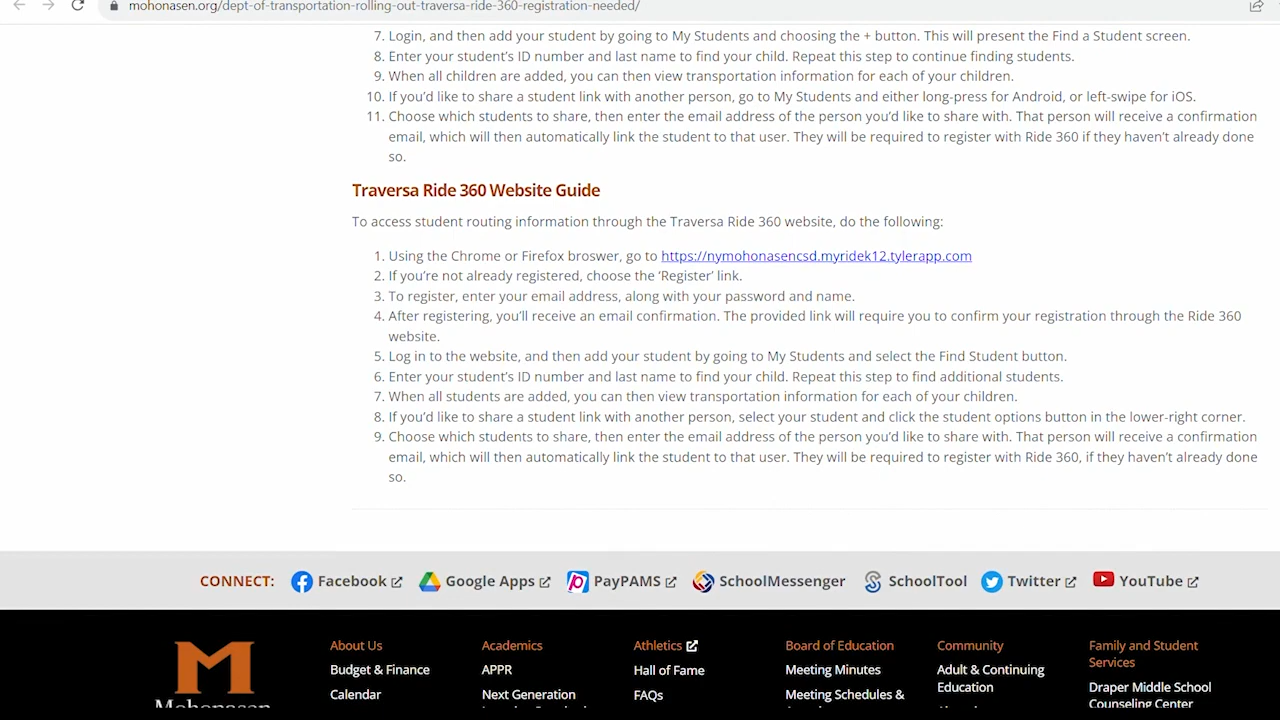 mohonasen.org/dept-of-transportation-rolling-out-traversa-ride-360-registration-needed/
7. Login, and then add your student by going to My Students and choosing the + button. This will present the Find a Student screen.
8. Enter your student's ID number and last name to find your child. Repeat this step to continue finding students.
9. When all children are added, you can then view transportation information for each of your children.
10. If you'd like to share a student link with another person, go to My Students and either long-press for Android, or left-swipe for iOS.
11. Choose which students to share, then enter the email address of the person you'd like to share with. That person will receive a confirmation
email, which will then automatically link the student to that user. They will be required to register with Ride 360 if they haven't already done
so.
Traversa Ride 360 Website Guide
To access student routing information through the Traversa Ride 360 website, do the following:
1. Using the Chrome or Firefox broswer, go to https://nymohonasencsd.myridek12.tylerapp.com
2. If you're not already registered, choose the 'Register' link.
3. To register, enter your email address, along with your password and name.
4. After registering, you'll receive an email confirmation. The provided link will require you to confirm your registration through the Ride 360
website.
5. Log in to the website, and then add your student by going to My Students and select the Find Student button.
6. Enter your student's ID number and last name to find your child. Repeat this step to find additional students.
7. When all students are added, you can then view transportation information for each of your children.
8. If you'd like to share a student link with another person, select your student and click the student options button in the lower-right corner.
9. Choose which students to share, then enter the email address of the person you'd like to share with. That person will receive a confirmation
email, which will then automatically link the student to that user. They will be required to register with Ride 360, if they haven't already done
so.
CONNECT: Facebook Google Apps PayPAMS SchoolMessenger SchoolTool Twitter YouTube
M
Mohonasen
About Us
Budget & Finance
Calendar
Academics
APPR
Next Generation
Athletics
Hall of Fame
FAQs
Board of Education
Meeting Minutes
Meeting Schedules &
Community
Adult & Continuing
Education
Family and Student
Services
Draper Middle School
Counseling Center